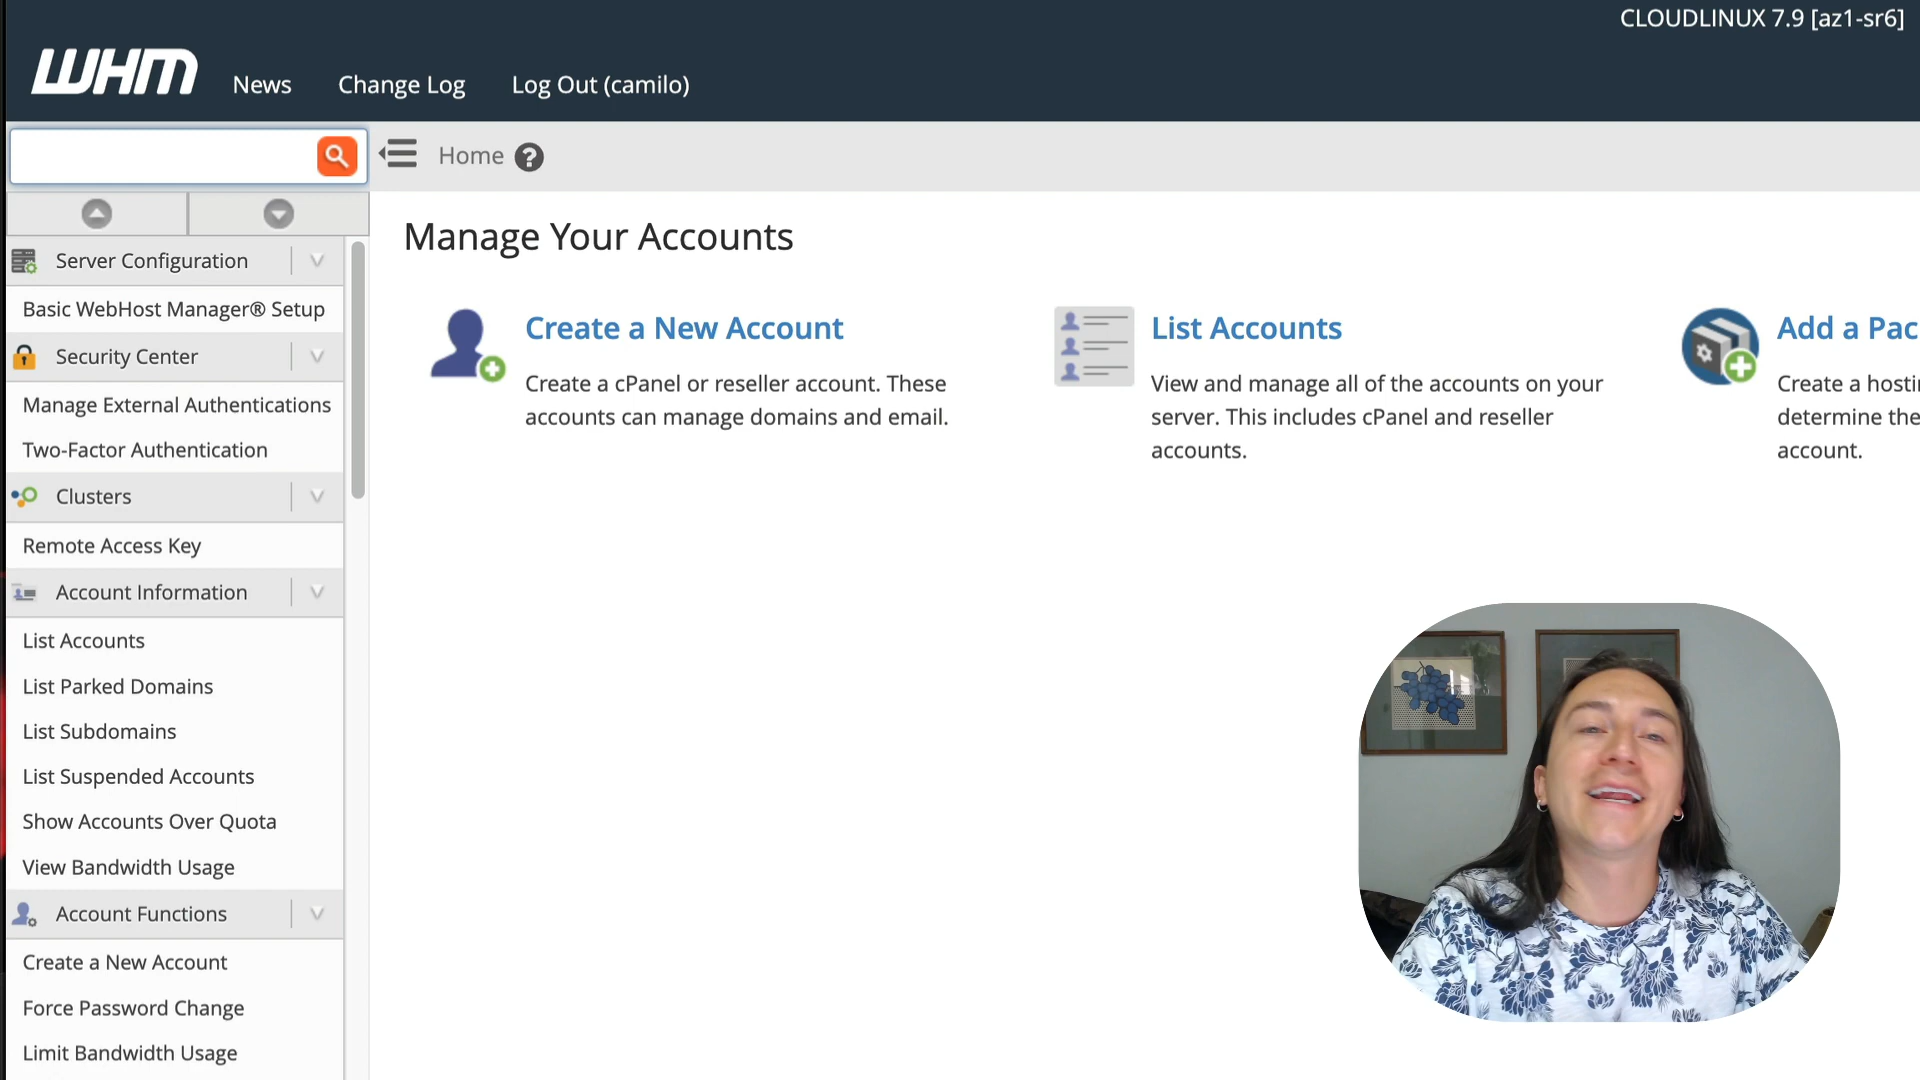 CLOUDLINUX 7.9 [az1-sr6]
WHM
News
Change Log
Log Out (camilo)
Home
Server Configuration
Basic WebHost Manager® Setup
Security Center
Manage External Authentications
Two-Factor Authentication
Clusters
Remote Access Key
Account Information
List Accounts
List Parked Domains
List Subdomains
List Suspended Accounts
Show Accounts Over Quota
View Bandwidth Usage
Account Functions
Create a New Account
Force Password Change
Limit Bandwidth Usage
Manage Your Accounts
Create a New Account
Create a cPanel or reseller account. These
accounts can manage domains and email.
List Accounts
View and manage all of the accounts on your
server. This includes cPanel and reseller
accounts.
Add a Pac
Create a hosti
determine the
account.